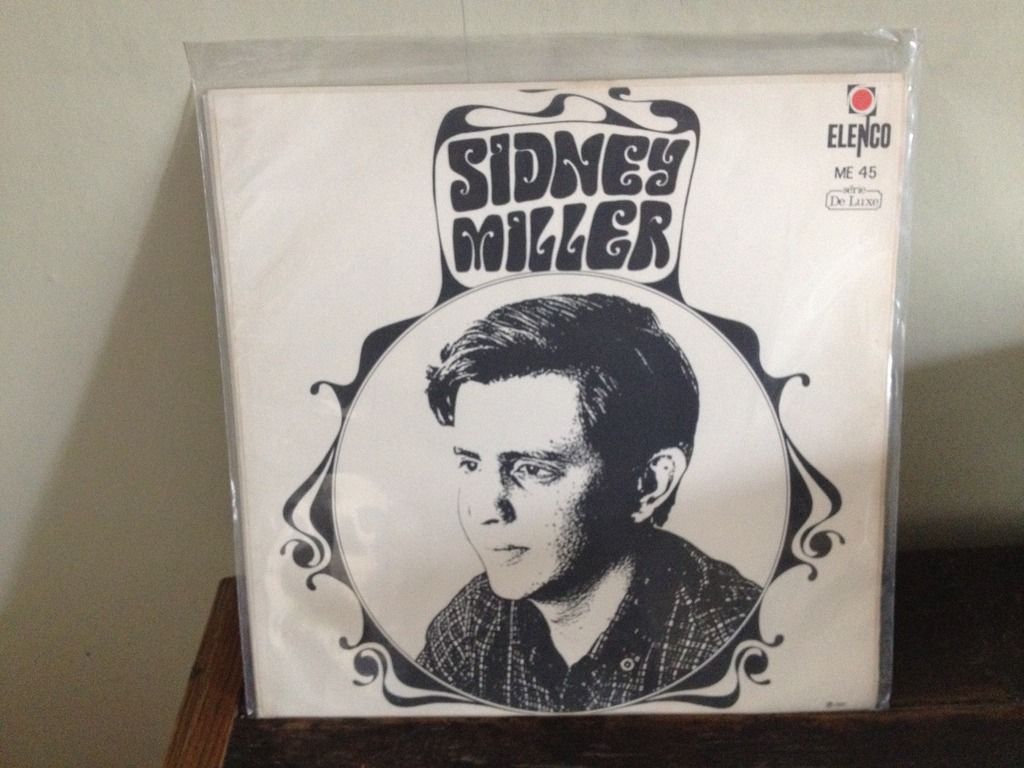 SIDNEY
MILLER
ELENCO
ME 45
série
De Luxe